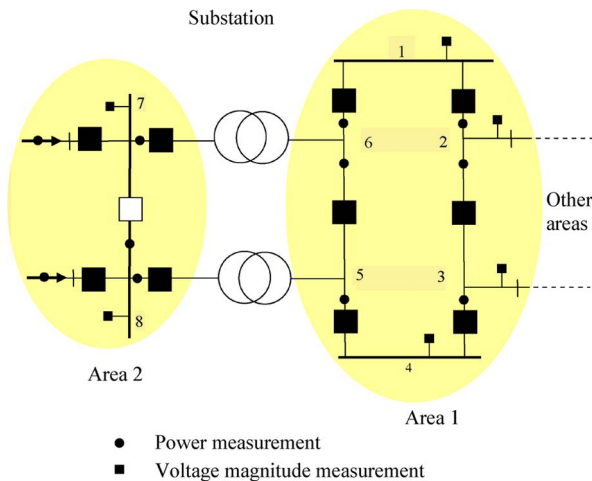 Substation
1
7
6
2
Other
areas
5
3
8
4
Area 2
Area 1
Power measurement
Voltage magnitude measurement